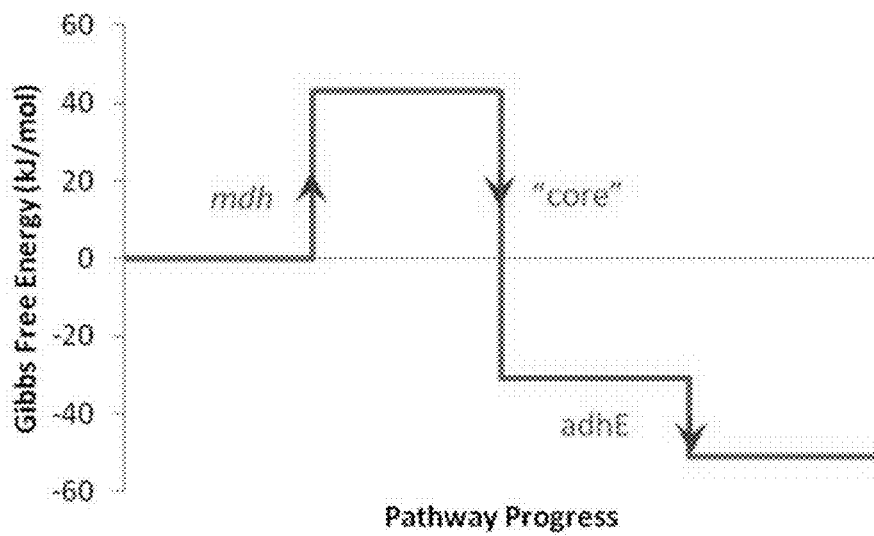 60
40
20
0
-20
-40
-60
Gibbs Free Energy (kJ/mol)
mdh
"core"
adhE
Pathway Progress